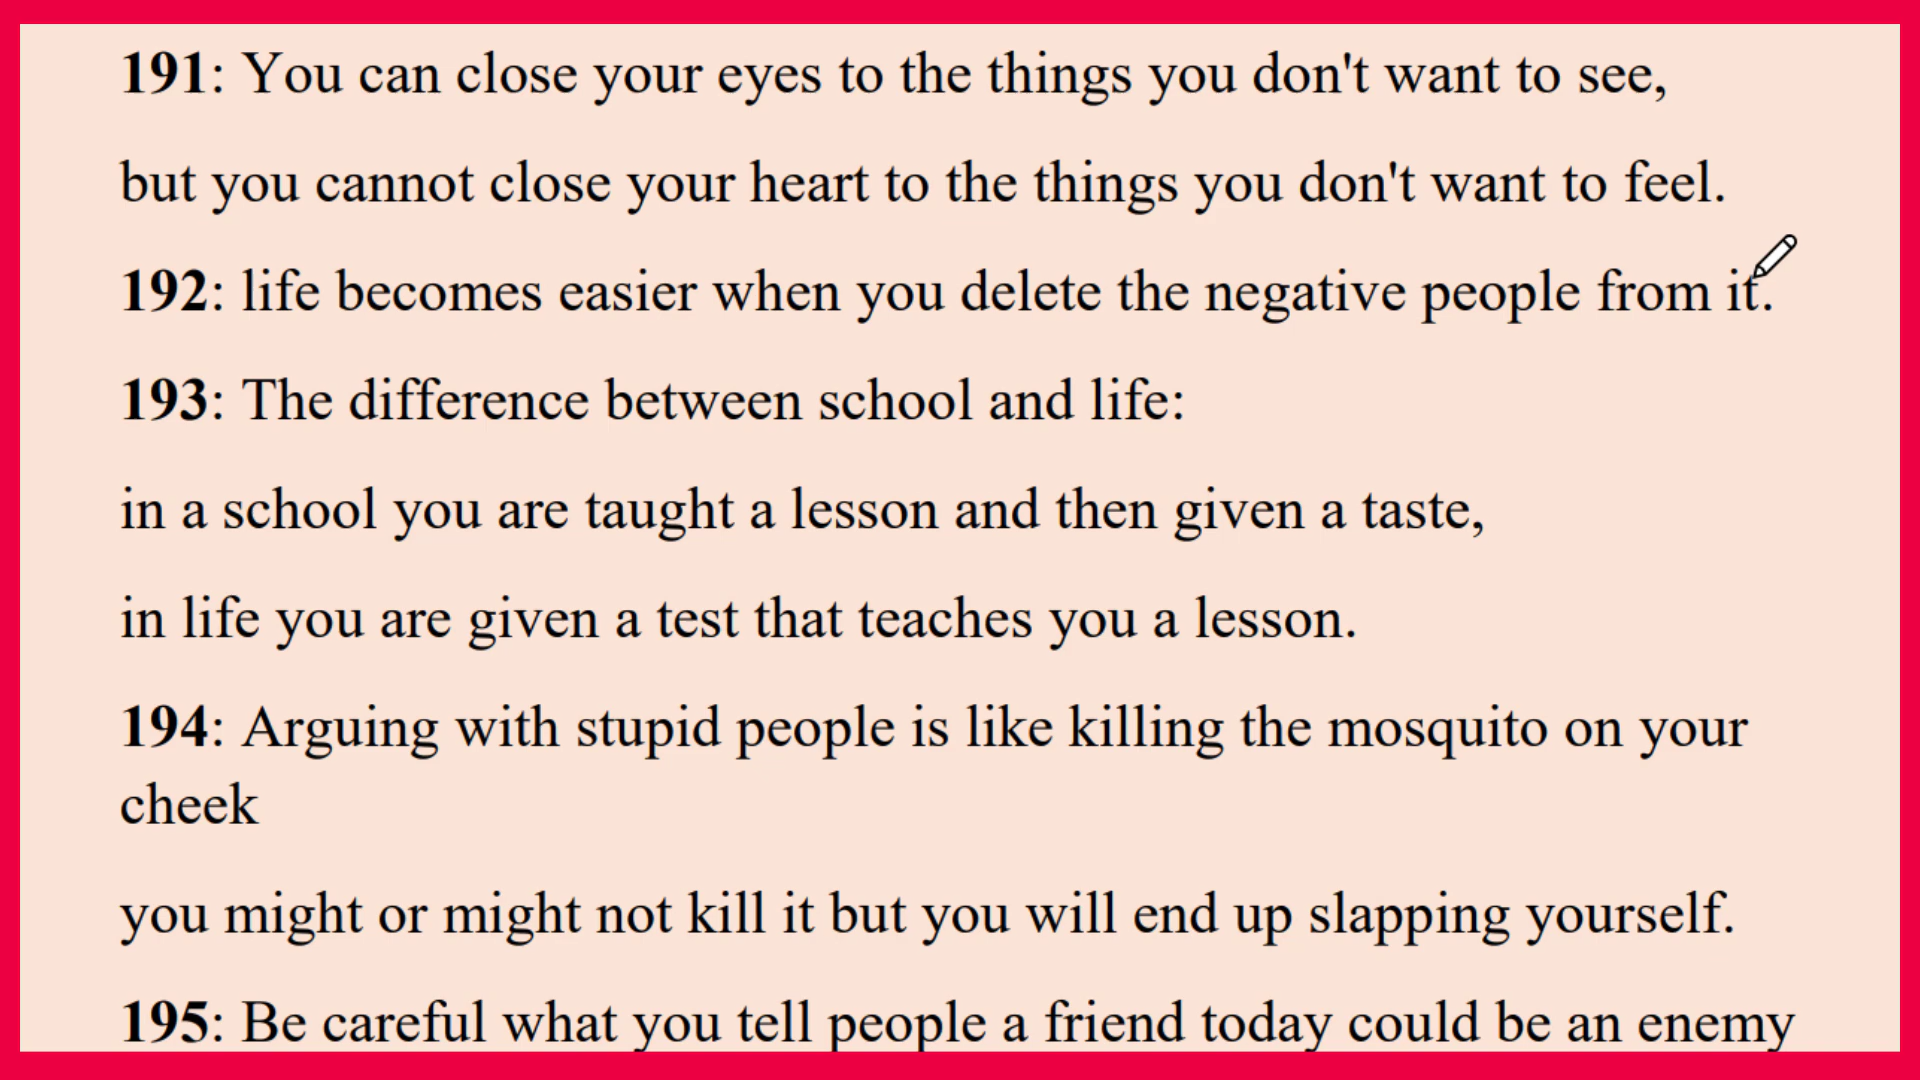 191: You can close your eyes to the things you don't want to see,
but you cannot close your heart to the things you don't want to feel.
192: life becomes easier when you delete the negative people from it.
193: The difference between school and life:
in a school you are taught a lesson and then given a taste,
in life you are given a test that teaches you a lesson.
194: Arguing with stupid people is like killing the mosquito on your
cheek
you might or might not kill it but you will end up slapping yourself.
195: Be careful what you tell people a friend today could be an enemy